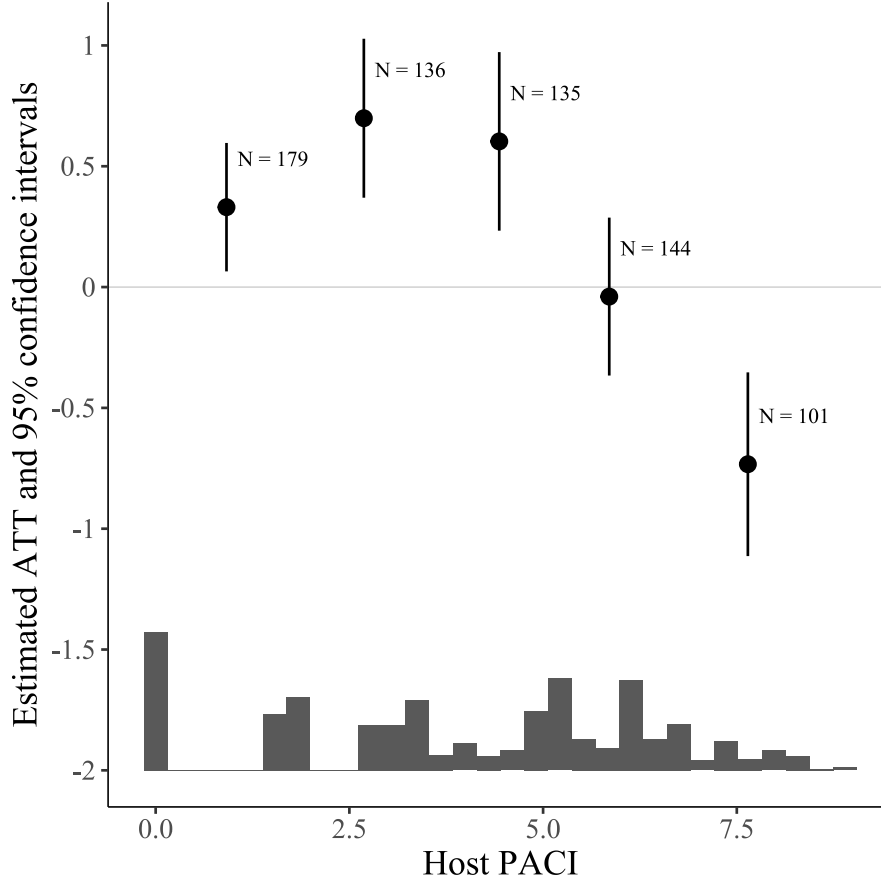 Estimated ATT and 95% confidence intervals
1
0.5
0
-0.5
-1
-1.5
-2
N = 179
N = 136
N = 135
N = 144
N = 101
0.0 2.5 5.0 7.5
Host PACI